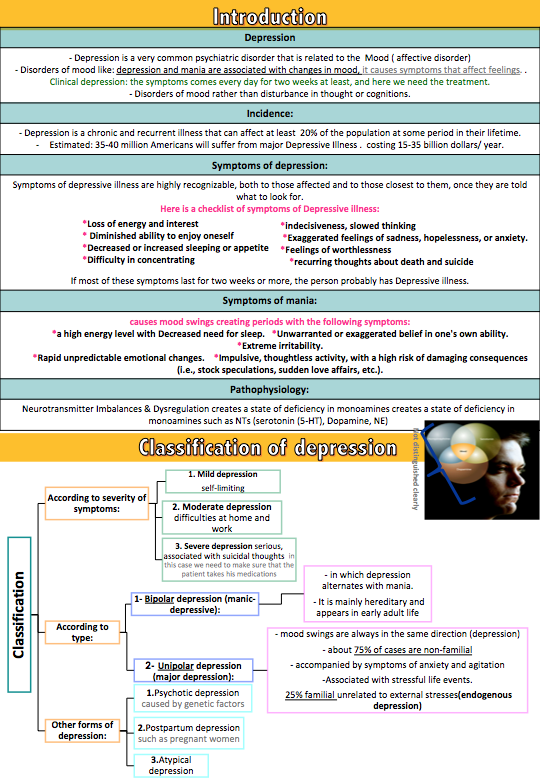 Introduction
Depression
- Depression is a very common psychiatric disorder that is related to the Mood ( affective disorder)
- Disorders of mood like: depression and mania are associated with changes in mood, it causes symptoms that affect feelings. .
Clinical depression: the symptoms comes every day for two weeks at least, and here we need the treatment.
- Disorders of mood rather than disturbance in thought or cognitions.
Incidence:
- Depression is a chronic and recurrent illness that can affect at least 20% of the population at some period in their lifetime.
- Estimated: 35-40 million Americans will suffer from major Depressive Illness . costing 15-35 billion dollars/ year.
Symptoms of depression:
Symptoms of depressive illness are highly recognizable, both to those affected and to those closest to them, once they are told
what to look for.
Here is a checklist of symptoms of Depressive illness:
*Loss of energy and interest
* Diminished ability to enjoy oneself
*Decreased or increased sleeping or appetite
*Difficulty in concentrating
*indecisiveness, slowed thinking
*Exaggerated feelings of sadness, hopelessness, or anxiety.
*Feelings of worthlessness
*recurring thoughts about death and suicide
If most of these symptoms last for two weeks or more, the person probably has Depressive illness.
Symptoms of mania:
causes mood swings creating periods with the following symptoms:
*a high energy level with Decreased need for sleep. *Unwarranted or exaggerated belief in one's own ability.
*Extreme irritability.
*Rapid unpredictable emotional changes. *Impulsive, thoughtless activity, with a high risk of damaging consequences
(i.e., stock speculations, sudden love affairs, etc.).
Pathophysiology:
Neurotransmitter Imbalances & Dysregulation creates a state of deficiency in monoamines creates a state of deficiency in
monoamines such as NTs (serotonin (5-HT), Dopamine, NE)
Classification of depression
Not distinguished clearly
Classification
According to severity of
symptoms:
1. Mild depression
self-limiting
2. Moderate depression
difficulties at home and
work
3. Severe depression serious,
associated with suicidal thoughts in
this case we need to make sure that the
patient takes his medications
According to
type:
1- Bipolar depression (manic-
depressive):
- in which depression
alternates with mania.
- It is mainly hereditary and
appears in early adult life
2- Unipolar depression
(major depression):
- mood swings are always in the same direction (depression)
- about 75% of cases are non-familial
- accompanied by symptoms of anxiety and agitation
-Associated with stressful life events.
25% familial unrelated to external stresses(endogenous
depression)
Other forms of
depression:
1.Psychotic depression
caused by genetic factors
2.Postpartum depression
such as pregnant women
3.Atypical
depression